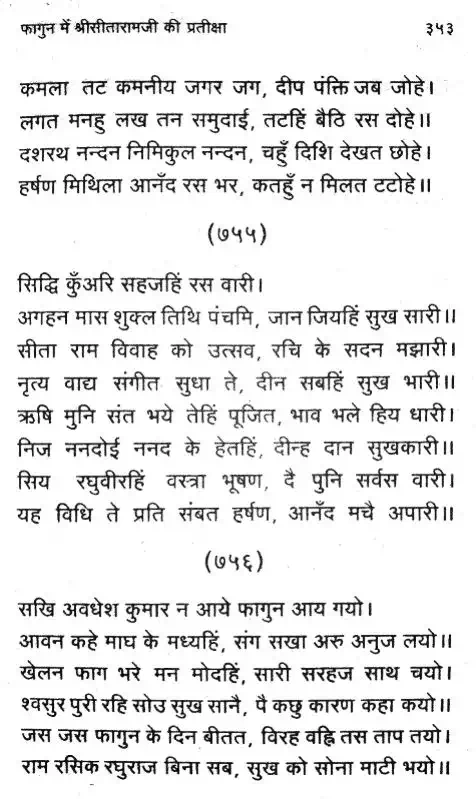 फागुन में श्रीसीतारामजी की प्रतीक्षा ३५३
कमला तट कमनीय जगर जग, दीप पंक्ति जब जोहे।
लगत मनहु लख तन समुदाई, तटहिं बैठि रस दोहे॥
दशरथ नन्दन निमिकुल नन्दन, चहुँ दिशि देखत छोहे।
हर्षण मिथिला आनँद रस भर, कतहुँ न मिलत टटोहे॥
(७५५)
सिद्धि कुँअरि सहजहिं रस वारी।
अगहन मास शुक्ल तिथि पंचमि, जान जियहिं सुख सारी॥
सीता राम विवाह को उत्सव, रचि के सदन मझारी।
नृत्य वाद्य संगीत सुधा ते, दीन सबहिं सुख भारी॥
ऋषि मुनि संत भये तेहिं पूजित, भाव भले हिय धारी।
निज ननदोई ननद के हेतहिं, दीन्ह दान सुखकारी॥
सिय रघुवीरहिं वस्त्रा भूषण, दै पुनि सर्वस वारी।
यह विधि ते प्रति संबत हर्षण, आनँद मचै अपारी॥
(७५६)
सखि अवधेश कुमार न आये फागुन आय गयो।
आवन कहे माघ के मध्यहिं, संग सखा अरु अनुज लयो॥
खेलन फाग भरे मन मोदहिं, सारी सरहज साथ चयो।
श्वसुर पुरी रहि सोउ सुख सानै, पै कछु कारण कहा कयो॥
जस जस फागुन के दिन बीतत, विरह वह्नि तस ताप तयो।
राम रसिक रघुराज बिना सब, सुख को सोना माटी भयो॥